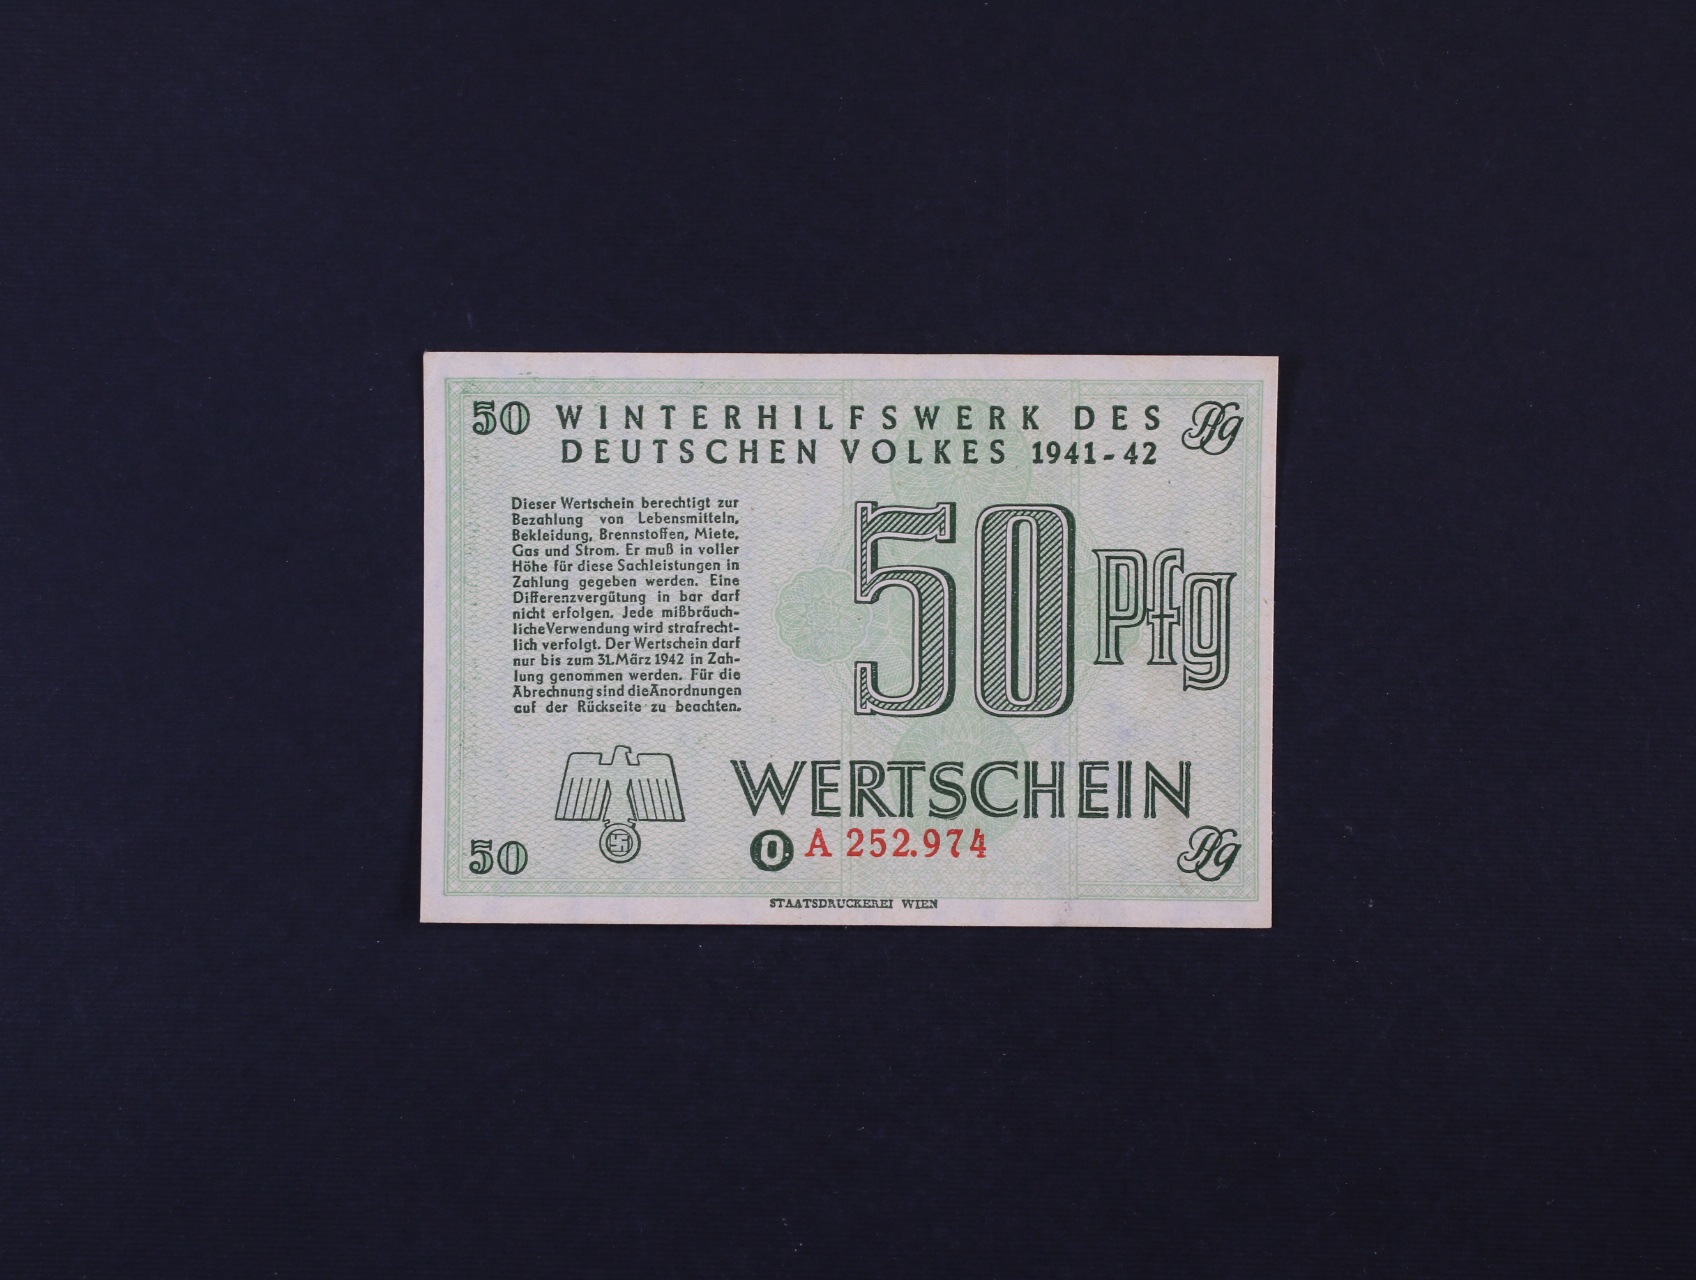 50 WINTERHILFSWERK DES Pfg
DEUTSCHEN VOLKES 1941-42
Dieser Wertschein berechtigt zur
Bezahlung von Lebensmitteln,
Bekleidung, Brennstoffen, Miete,
Gas und Strom. Er muß in voller
Höhe für diese Sachleistungen in
Zahlung gegeben werden. Eine
Differenzvergütung in bar darf
nicht erfolgen. Jede mißbräuch-
liche Verwendung wird strafrecht-
lich verfolgt. Der Wertschein darf
nur bis zum 31. März 1942 in Zah-
lung genommen werden. Für die
Abrechnung sind die Anordnungen
auf der Rückseite zu beachten.
50 Pfg
WERTSCHEIN
O A 252.974
50 Pfg
STAATSDRUCKEREI WIEN